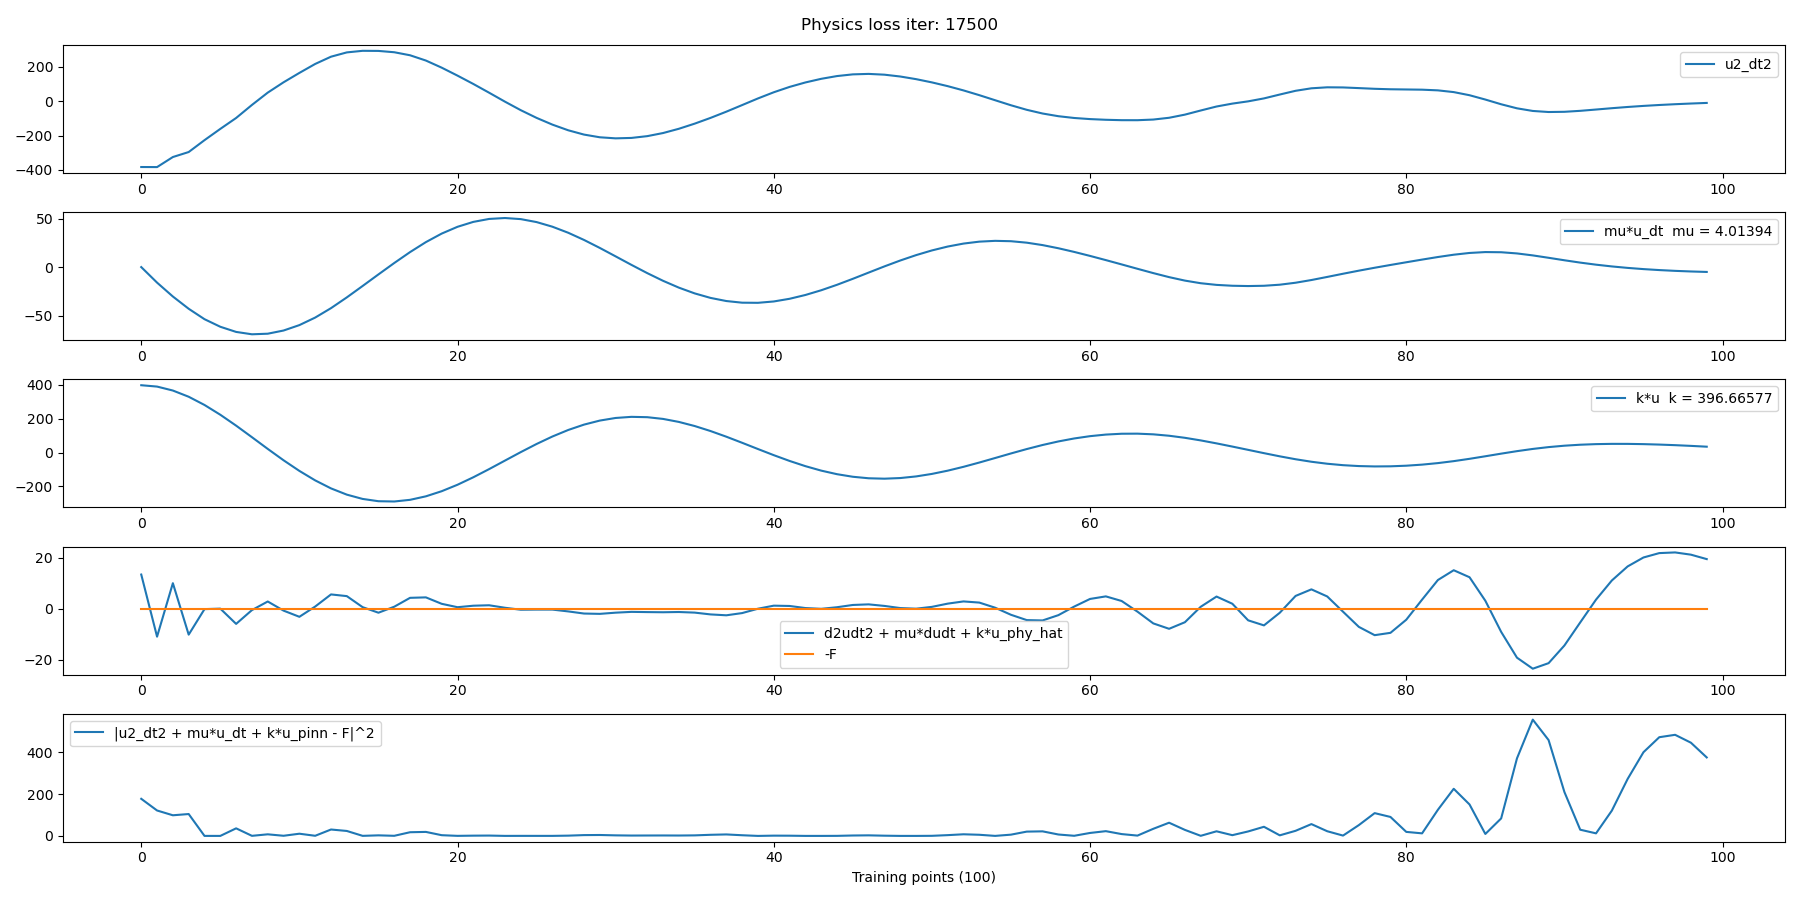 Physics loss iter: 17500
200
0
−200
−400
u2_dt2
0 20 40 60 80 100
50
0
−50
mu*u_dt  mu = 4.01394
0 20 40 60 80 100
400
200
0
−200
k*u  k = 396.66577
0 20 40 60 80 100
20
0
−20
d2udt2 + mu*dudt + k*u_phy_hat
-F
0 20 40 60 80 100
400
200
0
|u2_dt2 + mu*u_dt + k*u_pinn - F|^2
0 20 40 60 80 100
Training points (100)